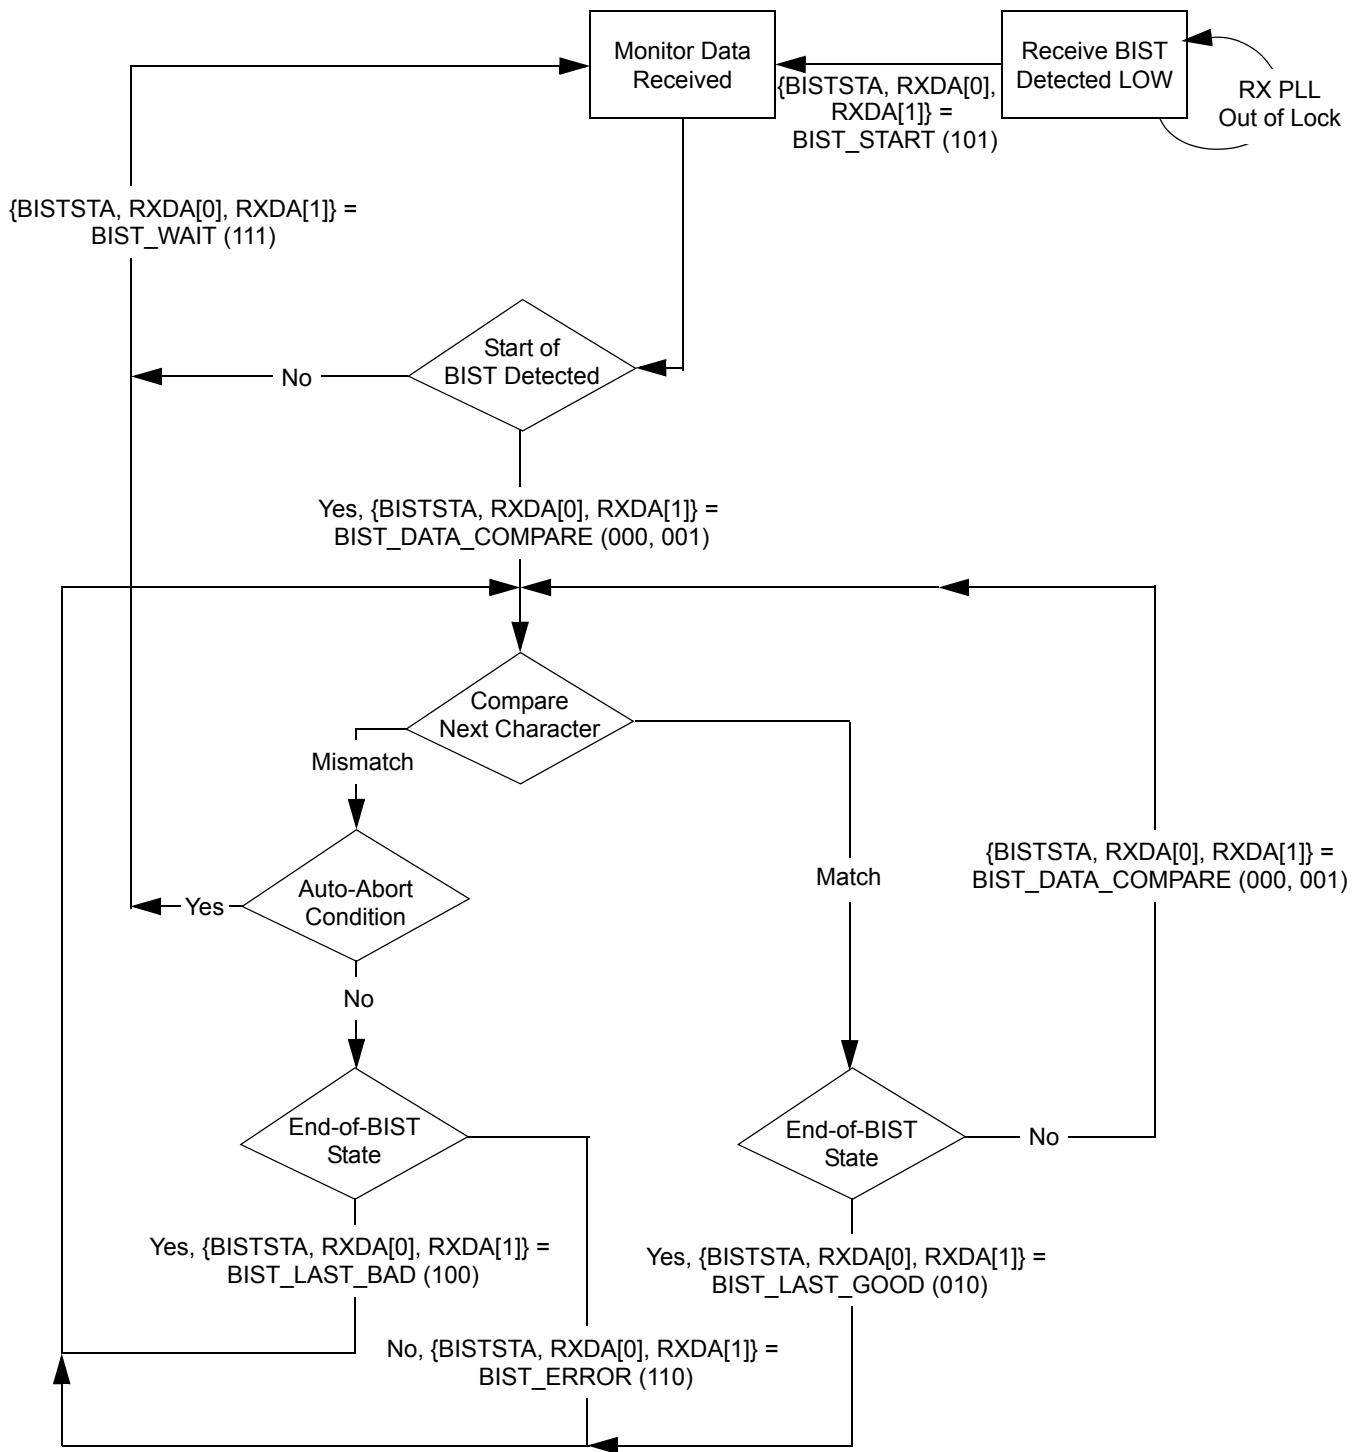 Monitor Data
Received
Receive BIST
Detected LOW
RX PLL
Out of Lock
{BISTSTA, RXDA[0],
RXDA[1]} =
BIST_START (101)
{BISTSTA, RXDA[0], RXDA[1]} =
BIST_WAIT (111)
Start of
BIST Detected
No
Yes, {BISTSTA, RXDA[0], RXDA[1]} =
BIST_DATA_COMPARE (000, 001)
Compare
Next Character
Mismatch
Match
{BISTSTA, RXDA[0], RXDA[1]} =
BIST_DATA_COMPARE (000, 001)
Auto-Abort
Condition
Yes
No
End-of-BIST
State
End-of-BIST
State
No
Yes, {BISTSTA, RXDA[0], RXDA[1]} =
BIST_LAST_BAD (100)
Yes, {BISTSTA, RXDA[0], RXDA[1]} =
BIST_LAST_GOOD (010)
No, {BISTSTA, RXDA[0], RXDA[1]} =
BIST_ERROR (110)